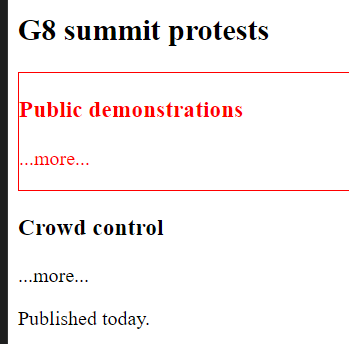 G8 summit protests
Public demonstrations
...more...
Crowd control
...more...
Published today.